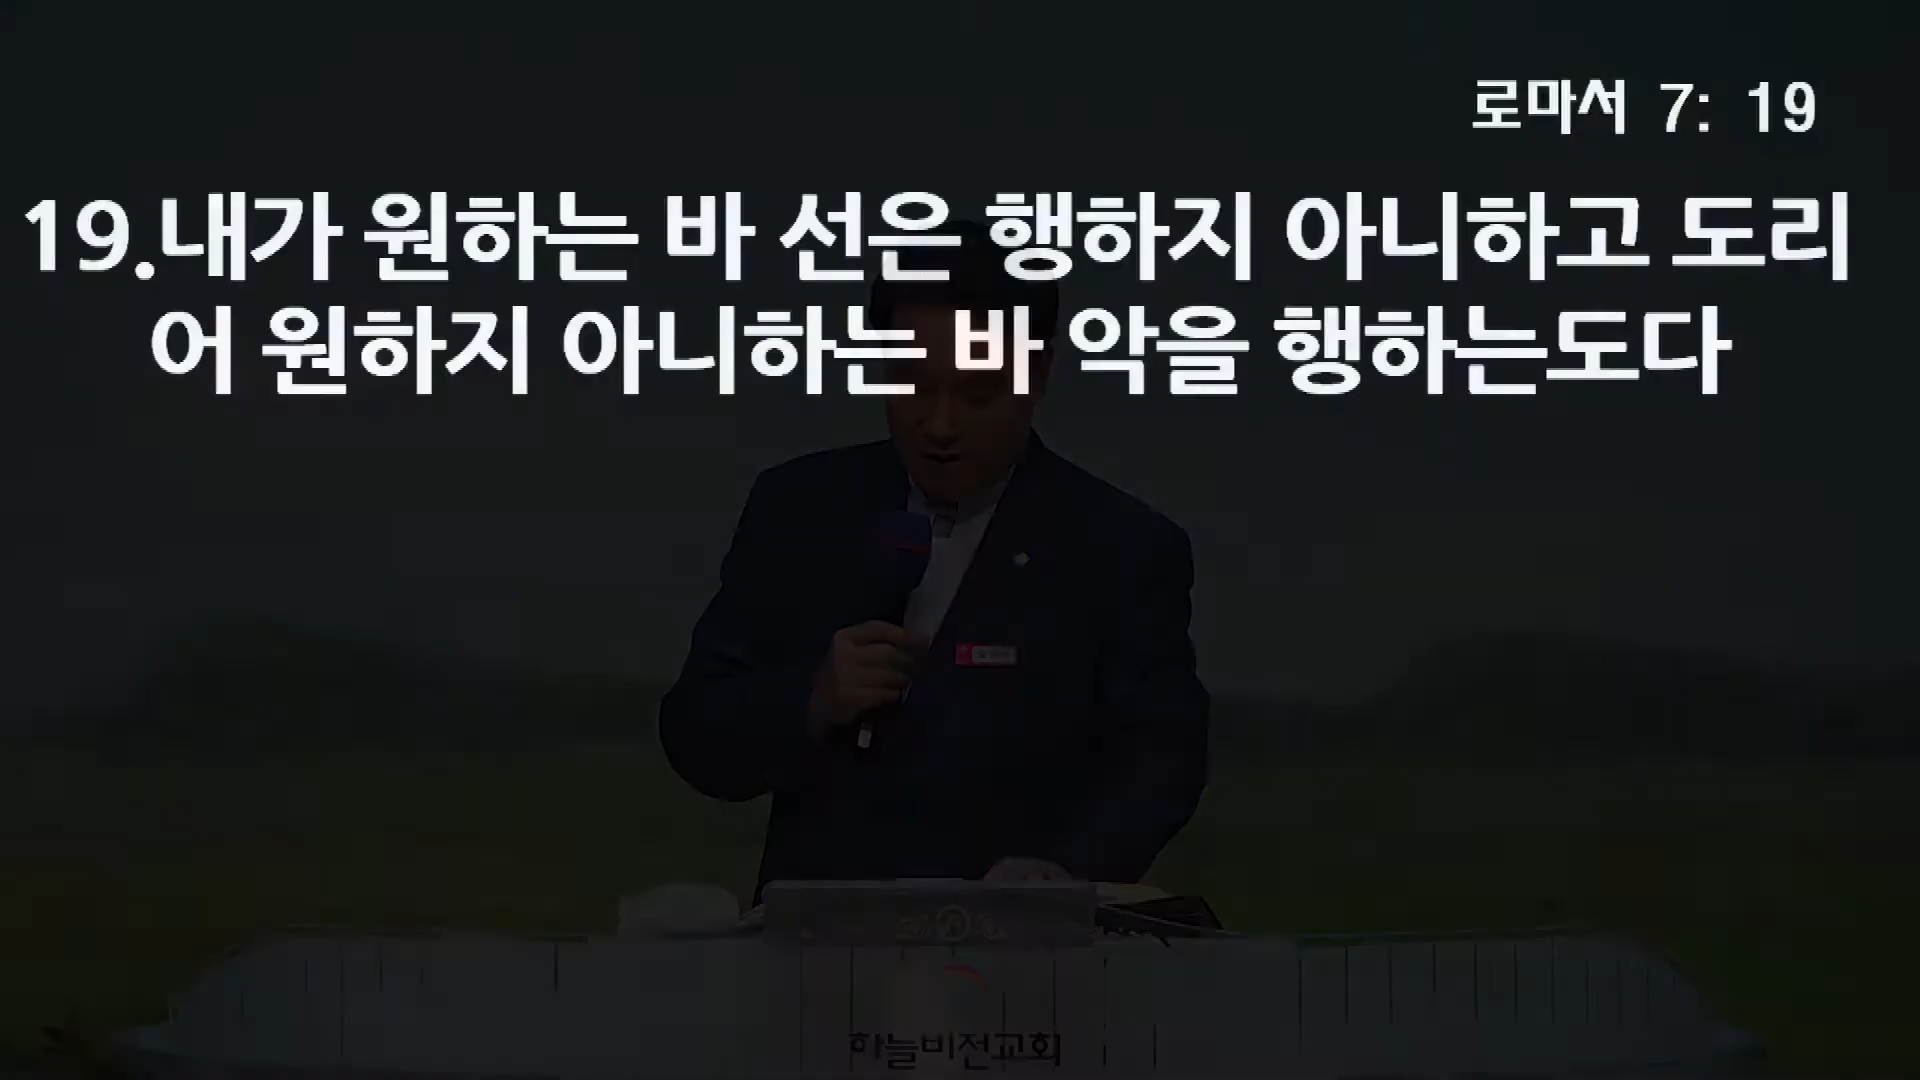 로마서 7: 19
19.내가 원하는 바 선은 행하지 아니하고 도리
어 원하지 아니하는 바 악을 행하는도다
하늘비전교회